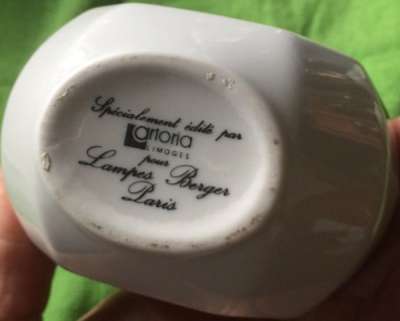 Spécialement édité par
artoria
LIMOGES
pour
Lampes Berger
Paris